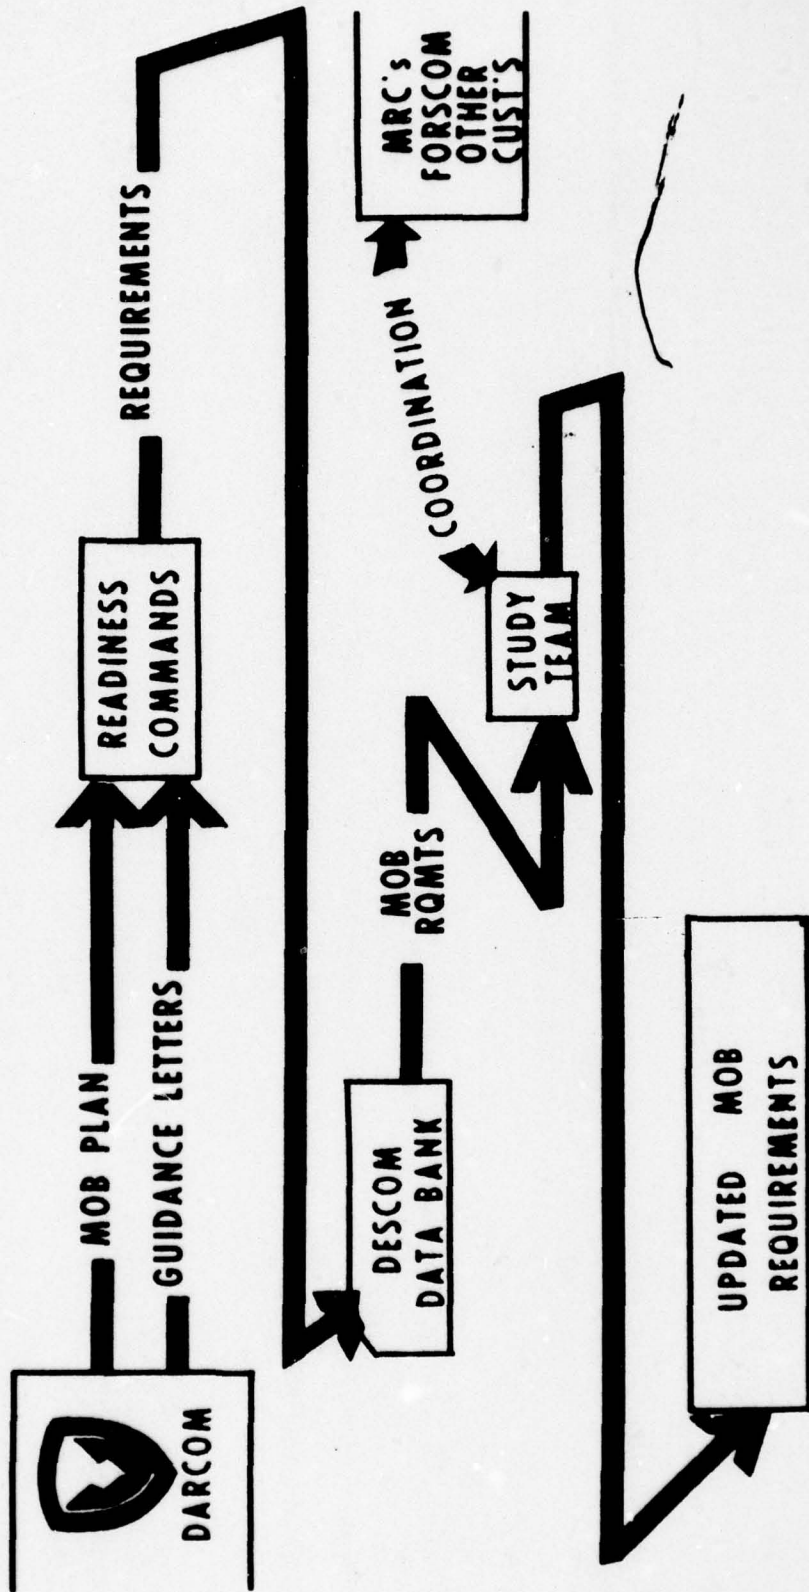 DARCOM
MOB PLAN
GUIDANCE LETTERS
READINESS
COMMANDS
REQUIREMENTS
DESCOM
DATA BANK
MOB
RQMTS
STUDY
TEAM
COORDINATION
MRC's
FORSCOM
OTHER
CUST'S
UPDATED MOB
REQUIREMENTS